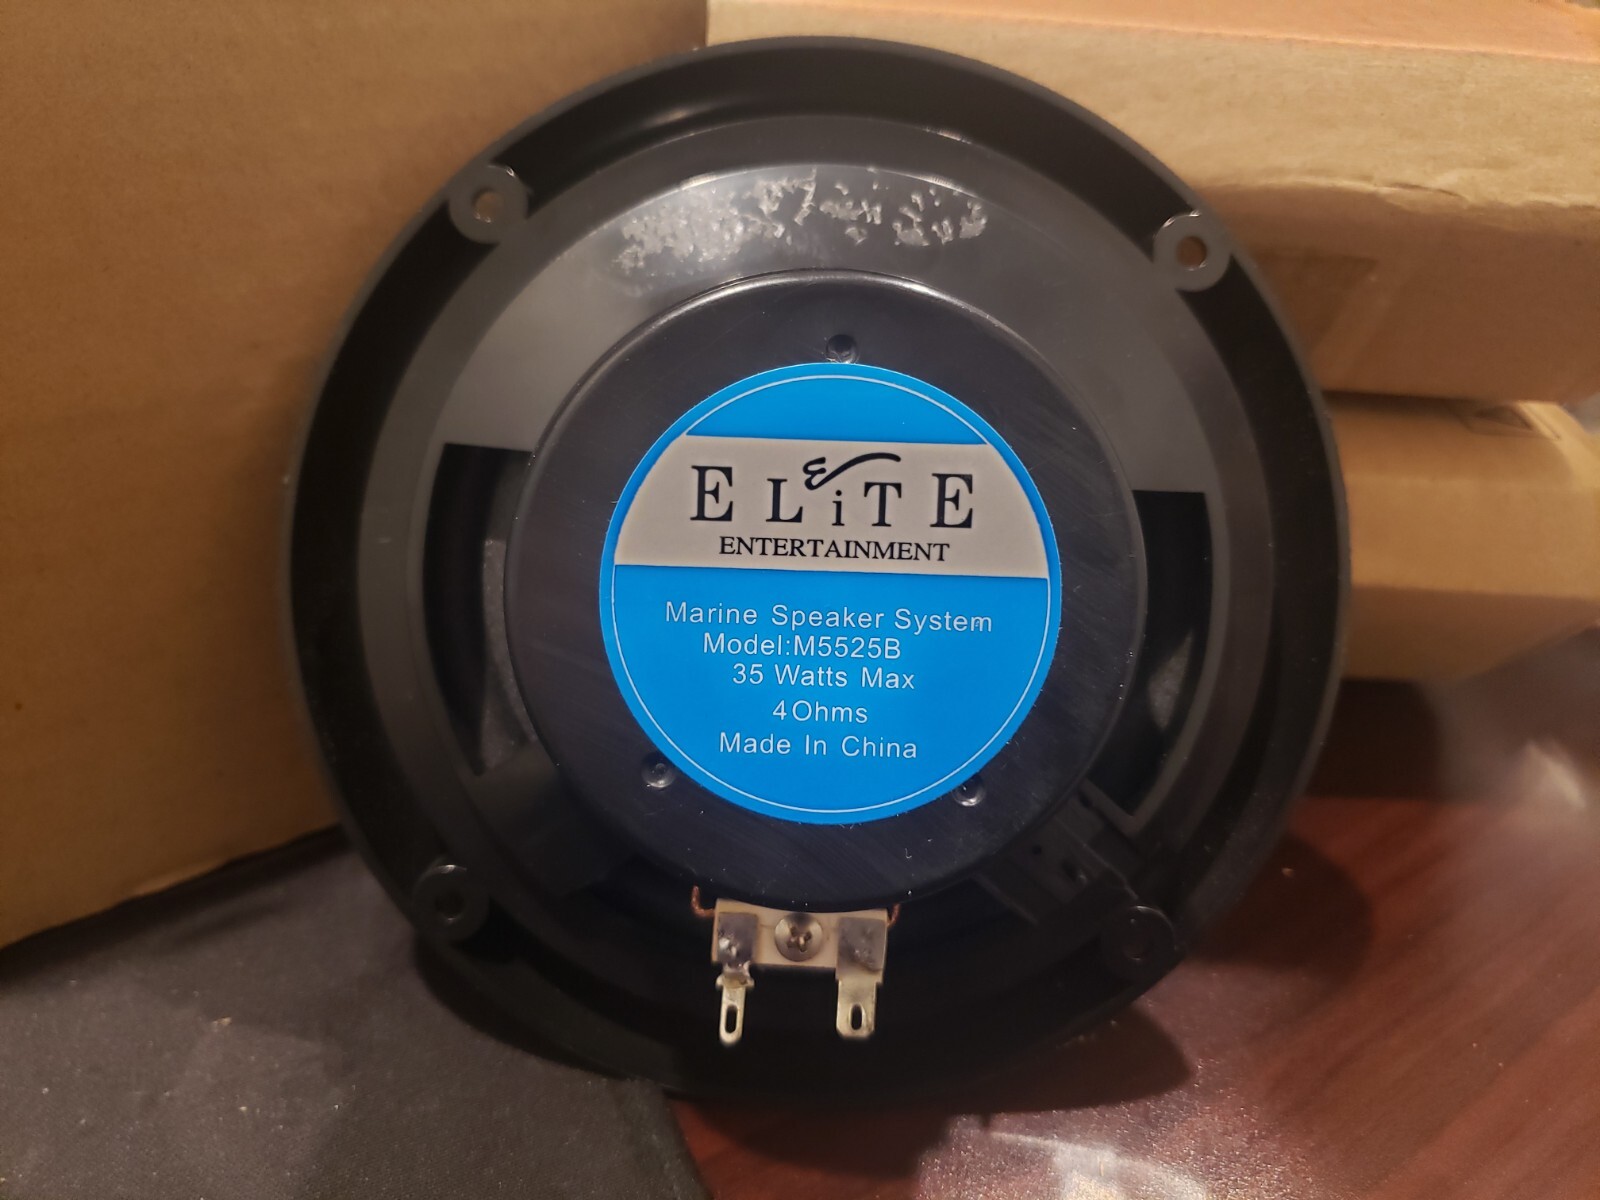 ELiTE
ENTERTAINMENT
Marine Speaker System
Model:M5525B
35 Watts Max
4Ohms
Made In China